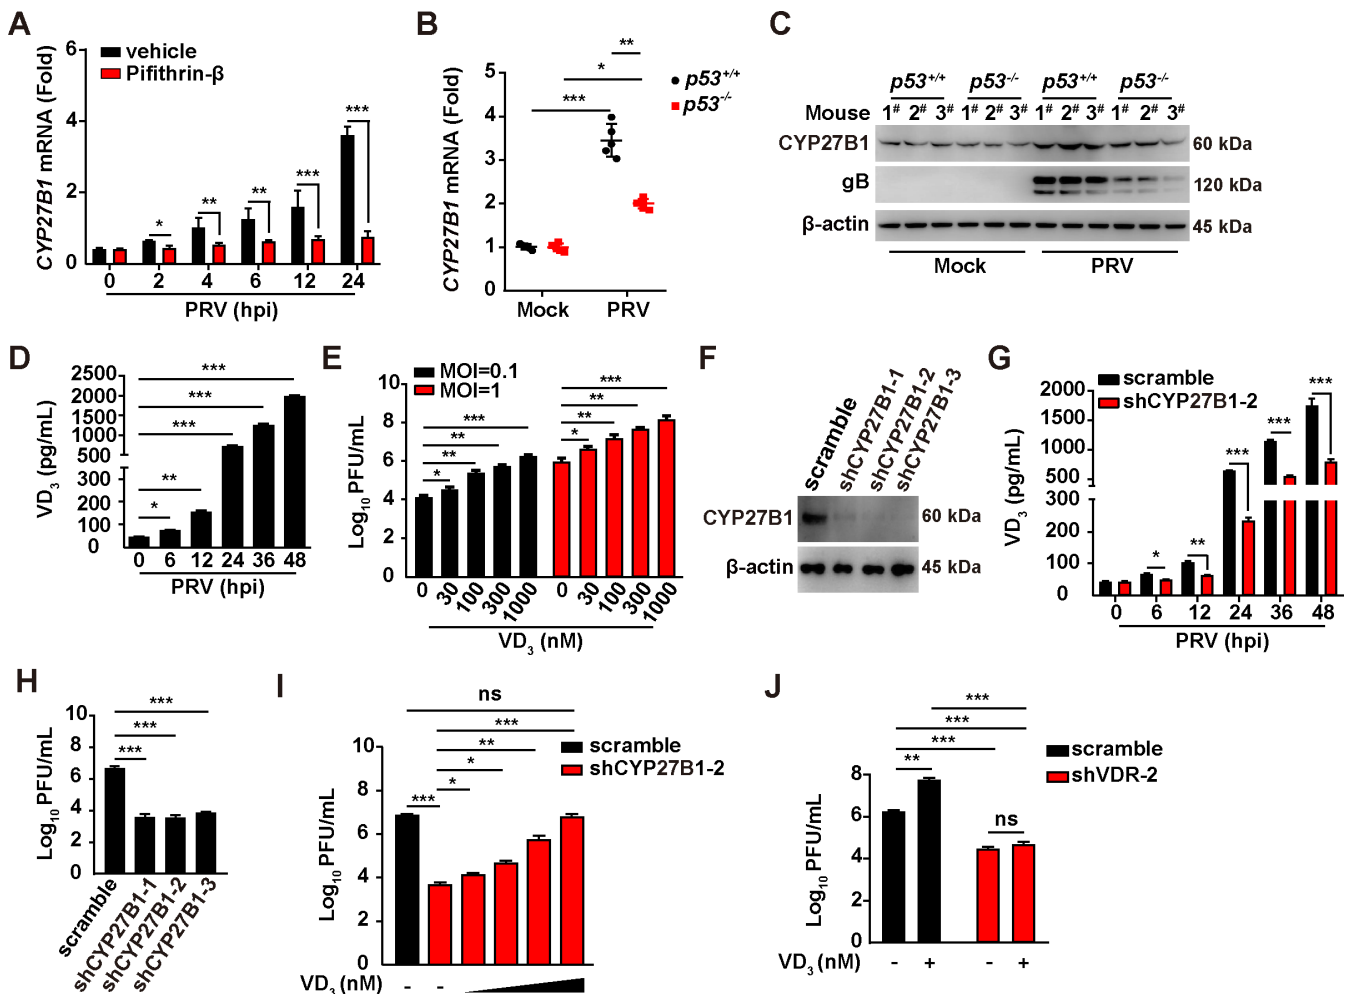 A
6
4
2
0
CYP27B1 mRNA (Fold)
vehicle
Pifithrin-β
* ** ** *** ***
0 2 4 6 12 24
PRV (hpi)
B
5
4
3
2
1
0
CYP27B1 mRNA (Fold)
**
*
***
p53+/+
p53-/-
Mock PRV
C
p53+/+ p53-/- p53+/+ p53-/-
Mouse 1# 2# 3# 1# 2# 3# 1# 2# 3# 1# 2# 3#
CYP27B1 60 kDa
gB 120 kDa
β-actin 45 kDa
Mock PRV
D
2500
2000
1500
1000
500
300
200
100
0
VD3 (pg/mL)
***
***
***
**
*
0 6 12 24 36 48
PRV (hpi)
E
MOI=0.1
MOI=1
10
8
6
4
2
0
Log10 PFU/mL
***
**
**
*
***
**
**
*
0 30 100 300 1000 0 30 100 300 1000
VD3 (nM)
F
scramble shCYP27B1-1 shCYP27B1-2 shCYP27B1-3
CYP27B1 60 kDa
β-actin 45 kDa
G
scramble
shCYP27B1-2
2000
1500
1000
500
300
200
100
0
VD3 (pg/mL)
* ** *** *** ***
0 6 12 24 36 48
PRV (hpi)
H
10
8
6
4
2
0
Log10 PFU/mL
***
***
***
scramble shCYP27B1-1 shCYP27B1-2 shCYP27B1-3
I
ns
***
**
*
*
***
scramble
shCYP27B1-2
10
8
6
4
2
0
Log10 PFU/mL
VD3 (nM) - -
J
***
***
***
**
ns
scramble
shVDR-2
8
6
4
2
0
Log10 PFU/mL
VD3 (nM) - + - +